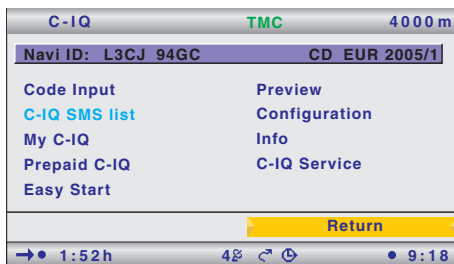 C-IQ TMC 4000 m
Navi ID: L3CJ 94GC CD EUR 2005/1
Code Input Preview
C-IQ SMS list Configuration
My C-IQ Info
Prepaid C-IQ C-IQ Service
Easy Start
Return
1:52h 4 9:18